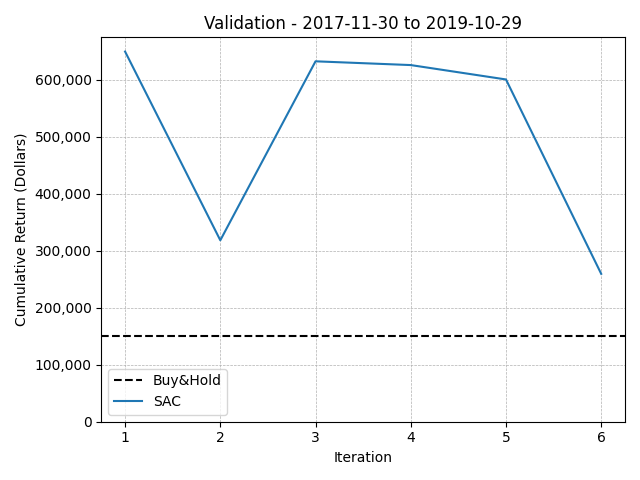 Validation - 2017-11-30 to 2019-10-29
Cumulative Return (Dollars)
600,000
500,000
400,000
300,000
200,000
100,000
0
Buy&Hold
SAC
1 2 3 4 5 6
Iteration